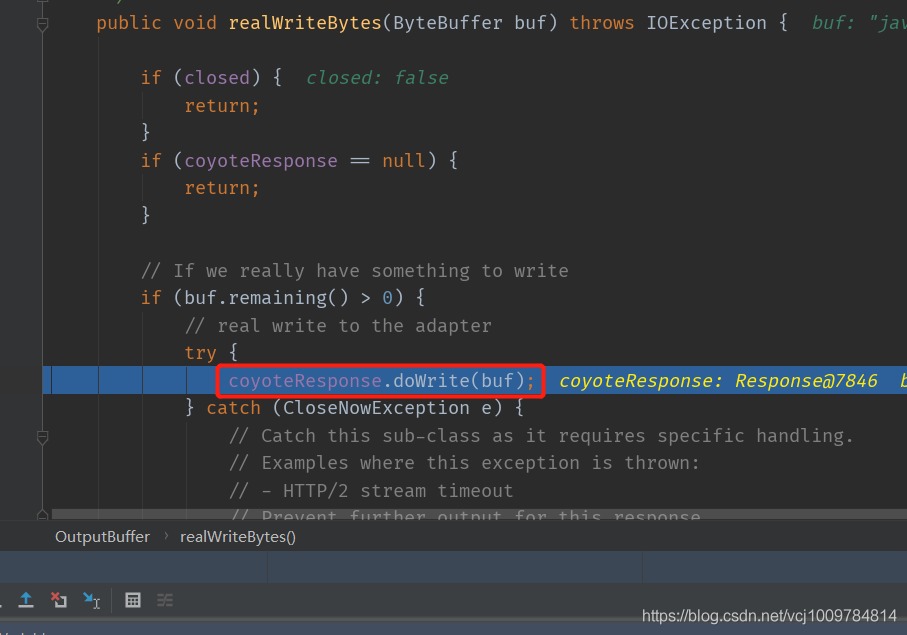 public void realWriteBytes(ByteBuffer buf) throws IOException {  buf: "jav
if (closed) {  closed: false
return;
}
if (coyoteResponse == null) {
return;
}
// If we really have something to write
if (buf.remaining() > 0) {
// real write to the adapter
try {
coyoteResponse.doWrite(buf);  coyoteResponse: Response@7846  b
} catch (CloseNowException e) {
// Catch this sub-class as it requires specific handling.
// Examples where this exception is thrown:
// - HTTP/2 stream timeout
// Prevent further output for this response
OutputBuffer › realWriteBytes()
https://blog.csdn.net/vcj1009784814